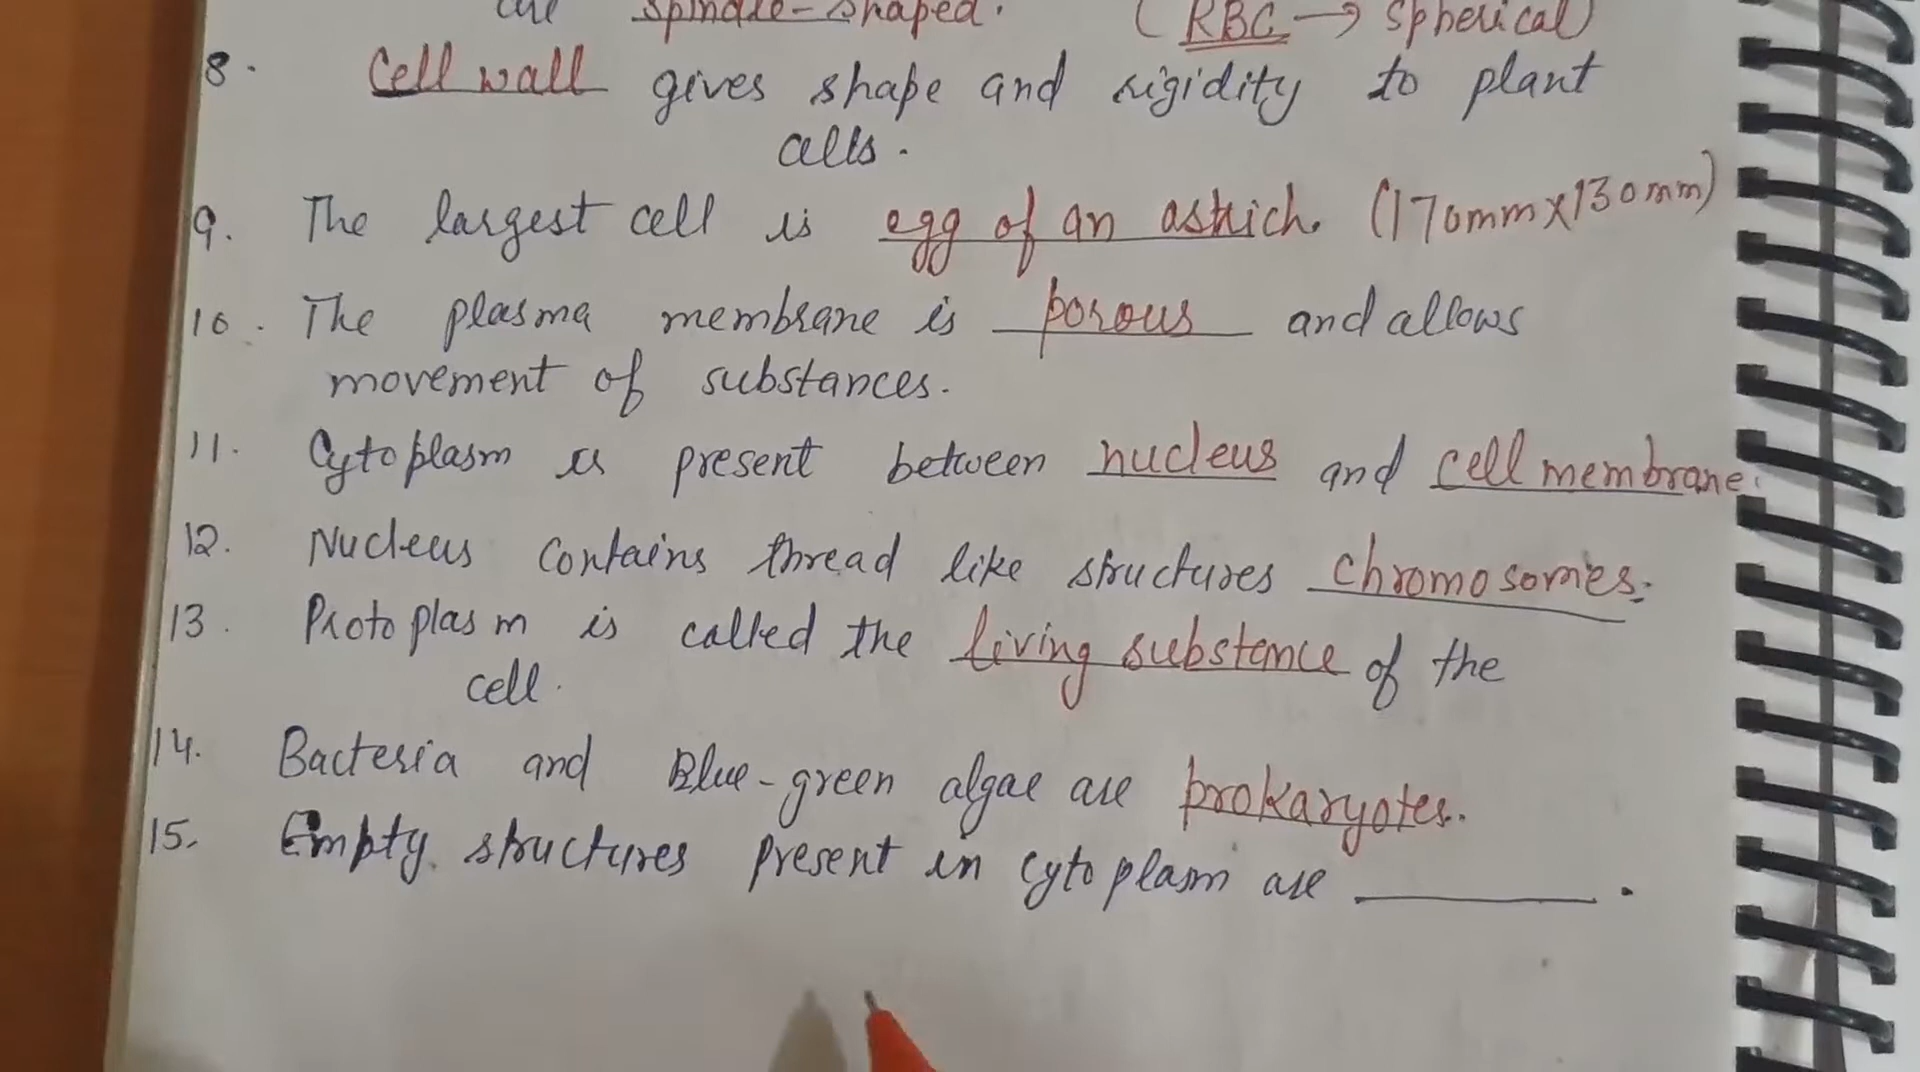 are spindle-shaped. (RBC → Spherical)
8. Cell wall gives shape and rigidity to plant
cells.
9. The largest cell is egg of an ostrich. (170mm x 130mm)
10. The plasma membrane is porous and allows
movement of substances.
11. Cytoplasm is present between nucleus and cell membrane.
12. Nucleus contains thread like structures chromosomes.
13. Protoplasm is called the living substance of the
cell.
14. Bacteria and Blue-green algae are prokaryotes.
15. Empty structures present in cytoplasm are ________.